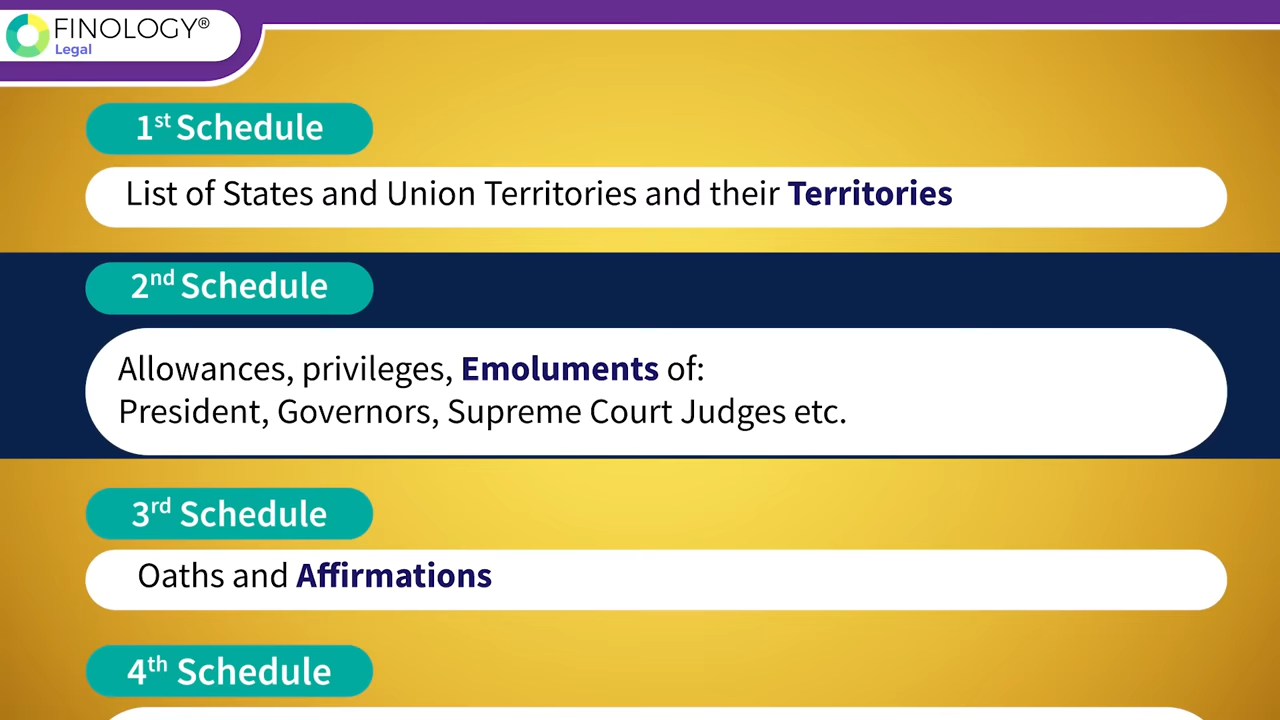 FINOLOGY®
Legal
1st Schedule
List of States and Union Territories and their Territories
2nd Schedule
Allowances, privileges, Emoluments of:
President, Governors, Supreme Court Judges etc.
3rd Schedule
Oaths and Affirmations
4th Schedule